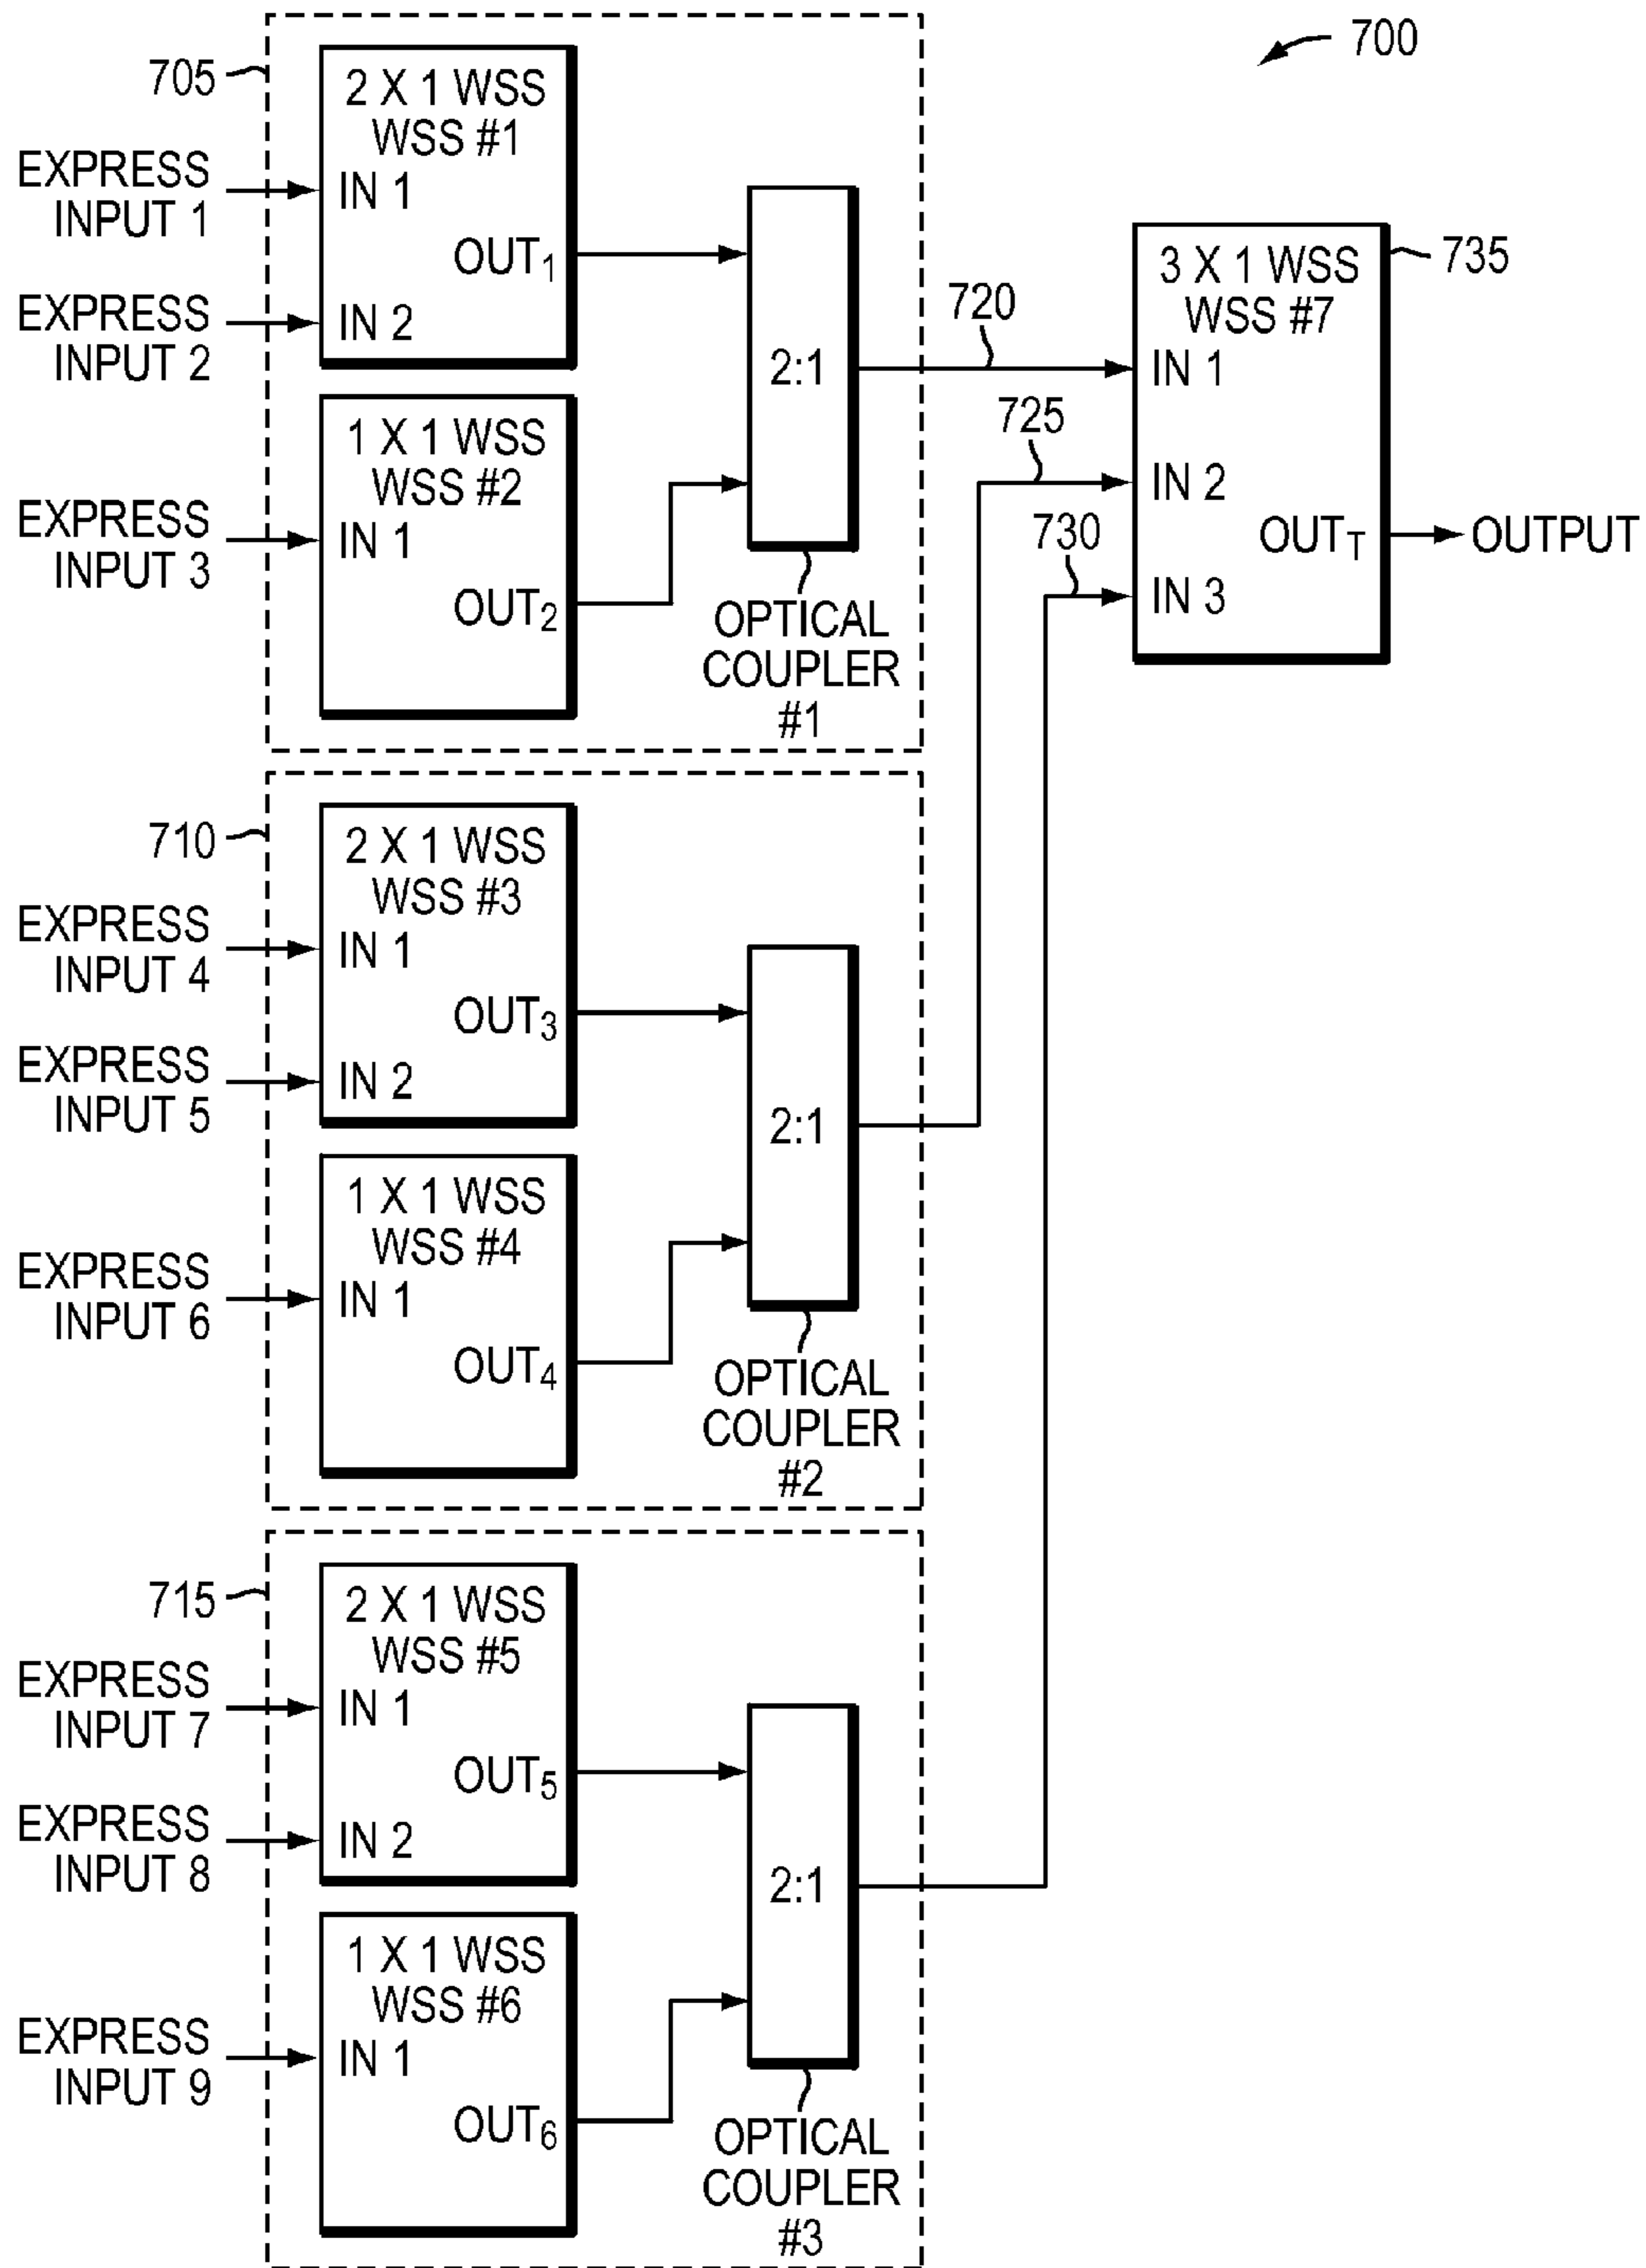 700
705
2 X 1 WSS
WSS #1
EXPRESS
INPUT 1
IN 1
OUT1
EXPRESS
INPUT 2
IN 2
2:1
1 X 1 WSS
WSS #2
EXPRESS
INPUT 3
IN 1
OUT2
OPTICAL
COUPLER
#1
720
725
730
3 X 1 WSS
WSS #7
735
IN 1
IN 2
OUTT
OUTPUT
IN 3
710
2 X 1 WSS
WSS #3
EXPRESS
INPUT 4
IN 1
OUT3
EXPRESS
INPUT 5
IN 2
2:1
1 X 1 WSS
WSS #4
EXPRESS
INPUT 6
IN 1
OUT4
OPTICAL
COUPLER
#2
715
2 X 1 WSS
WSS #5
EXPRESS
INPUT 7
IN 1
OUT5
EXPRESS
INPUT 8
IN 2
2:1
1 X 1 WSS
WSS #6
EXPRESS
INPUT 9
IN 1
OUT6
OPTICAL
COUPLER
#3